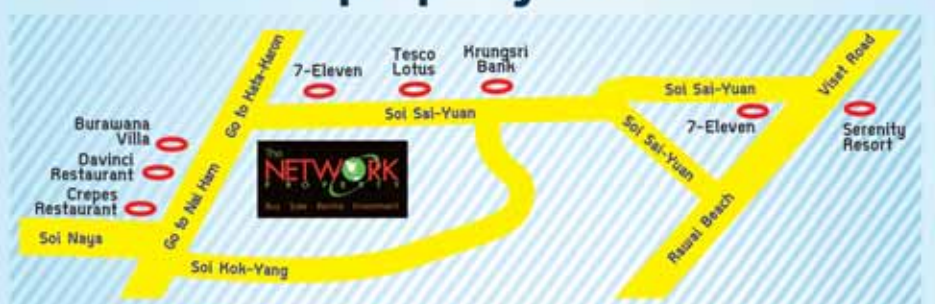 Go to Kata-Karon
7-Eleven
Tesco
Lotus
Krungsri
Bank
Soi Sai-Yuan
Soi Sai-Yuan
Viset Road
7-Eleven
Serenity
Resort
Soi Sai-Yuan
Burawana
Villa
Davinci
Restaurant
Crepes
Restaurant
The
NETWORK
PROPERTY
Buy Sale Rental Investment
Go to Nai Harn
Rawai Beach
Soi Naya
Soi Kok-Yang